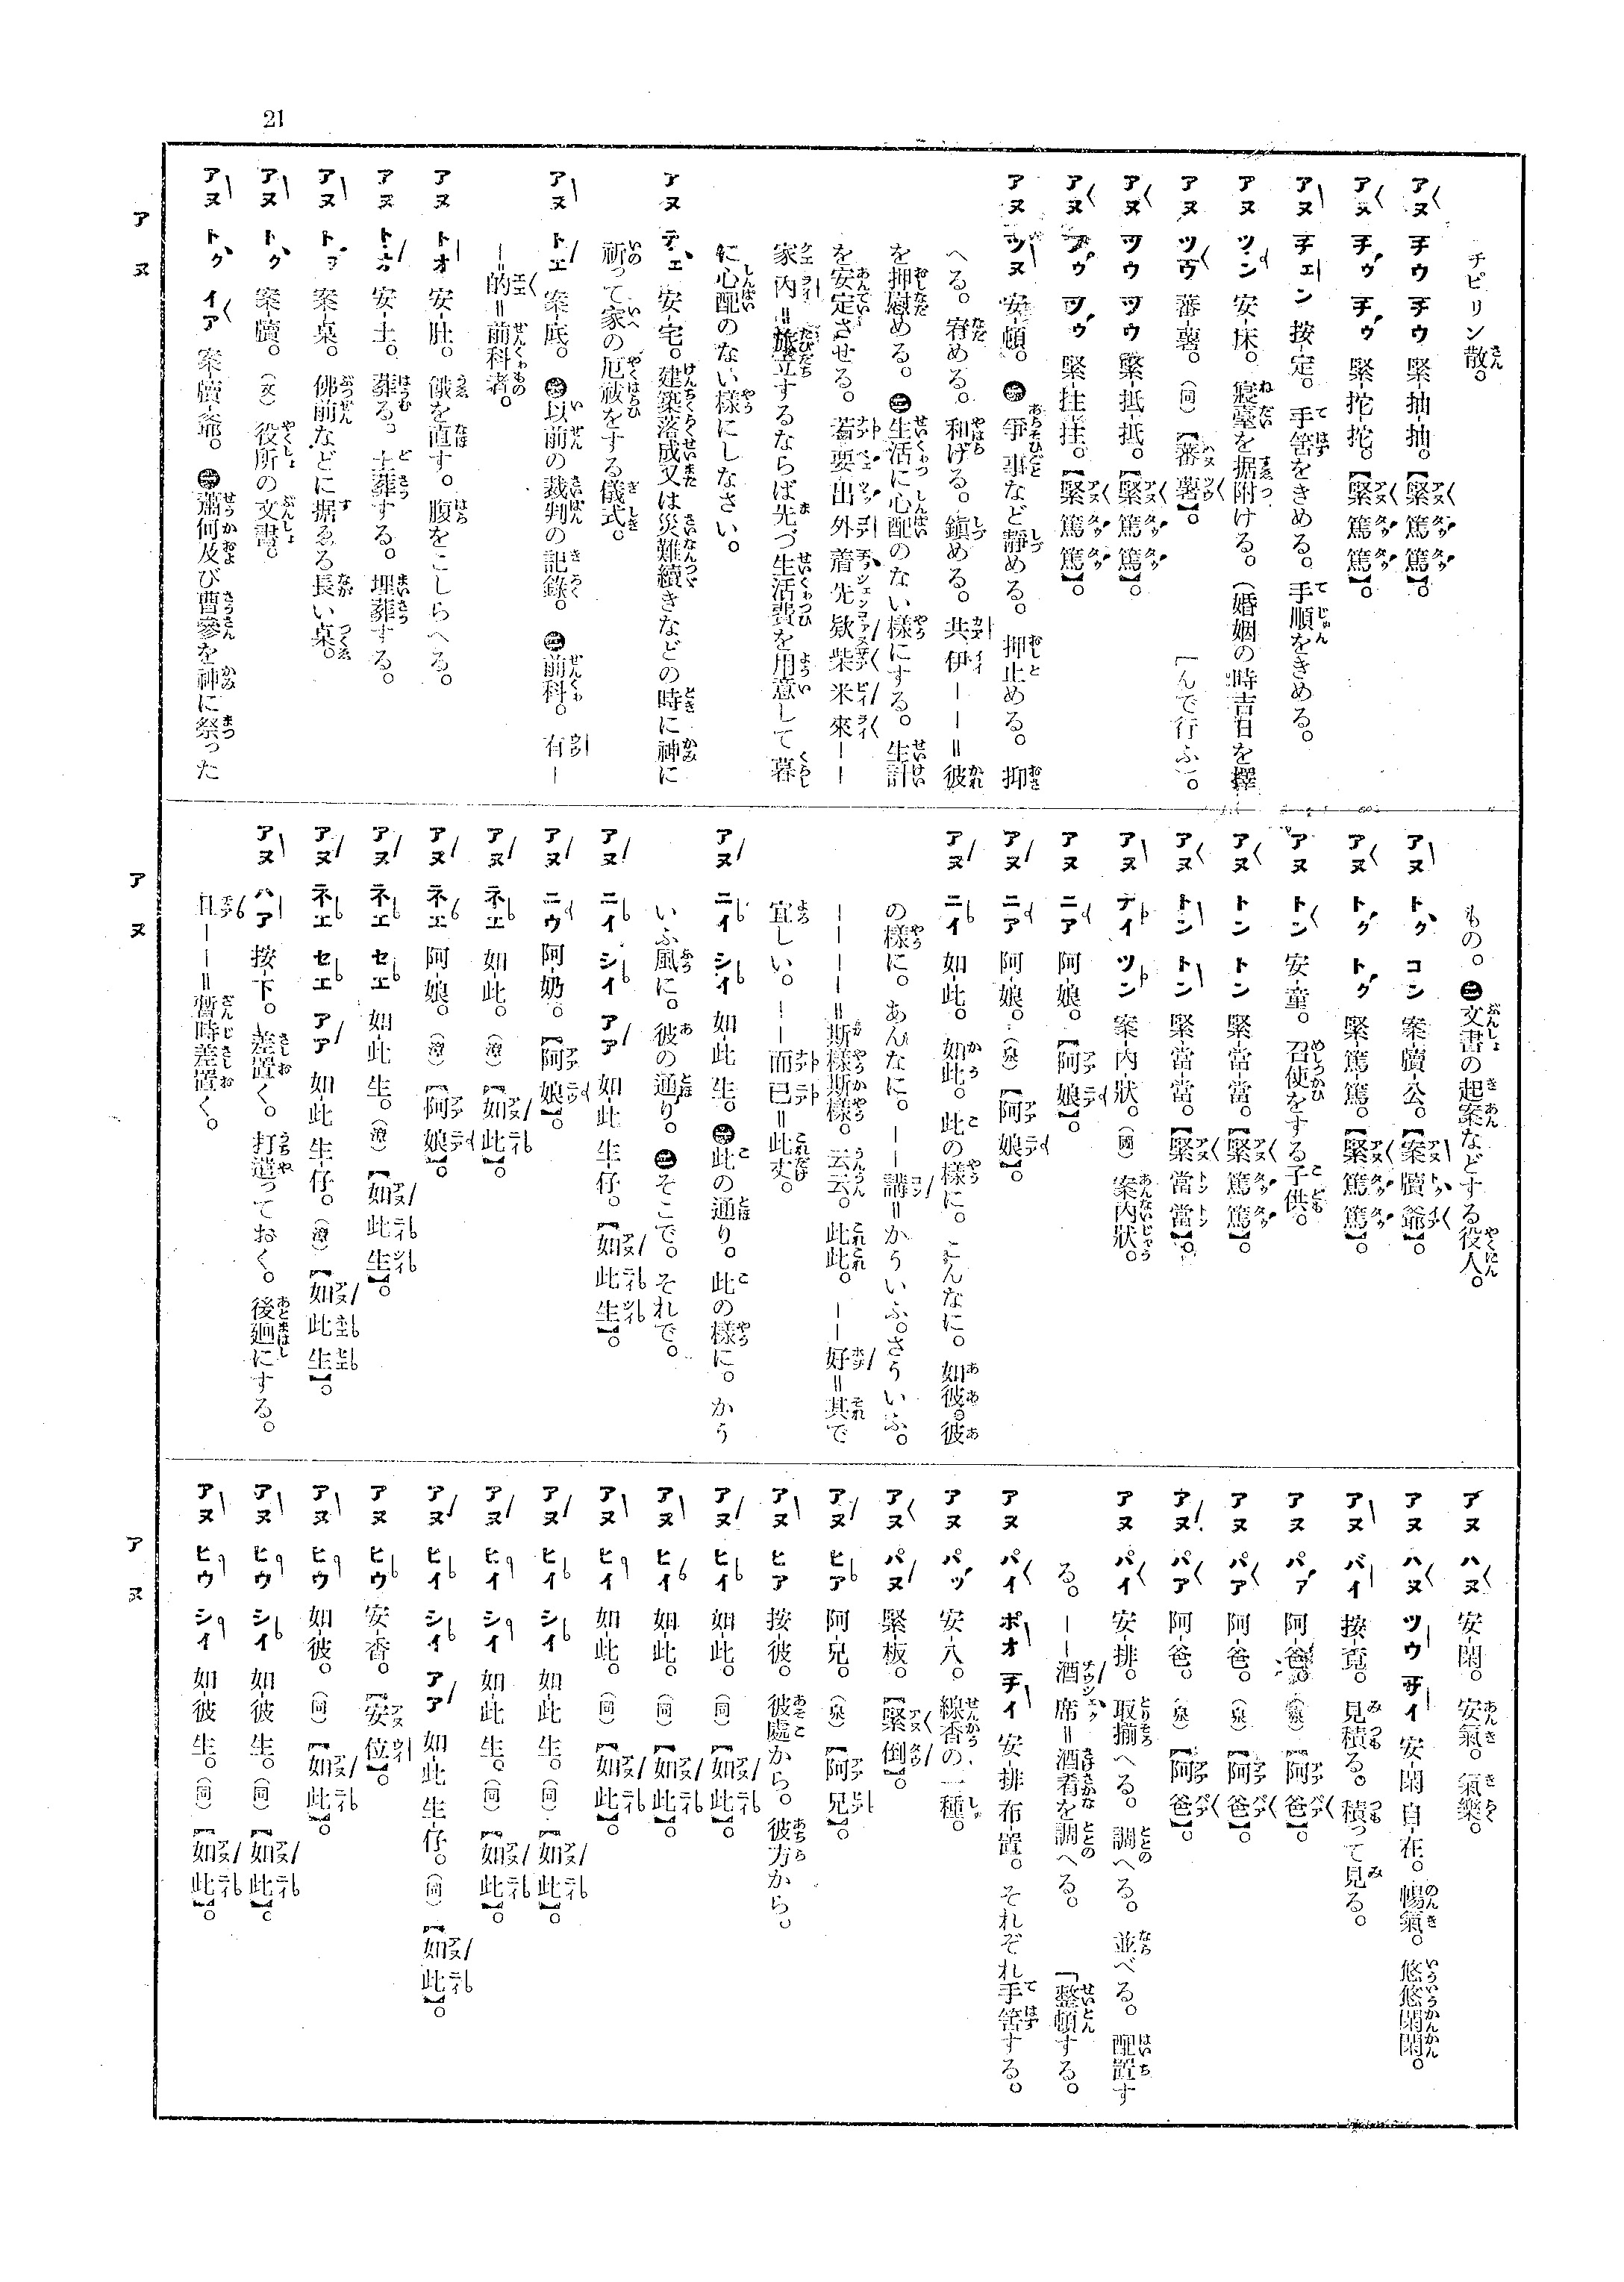 21
チピリン散。
アヌ チウ チウ 緊-抽-抽。【緊篤篤】。
アヌ チウ チウ 緊-拕-拕。【緊篤篤】。
アヌ チェン 按-定。手筈をきめる。手順をきめる。
アヌ ツン 安-床。寢臺を据附ける。(婚姻の時吉日を擇
アヌ ツウ 蕃-薯。(同)【蕃薯】。 [んで行ふ)。
アヌ ツウ ツウ 緊-抵-抵。【緊篤篤】。
アヌ ツウ ツウ 緊-拄-拄。【緊篤篤】。
アヌ ツヌ 安-頓。㊀爭事など靜める。押止める。抑
へる。宥める。和げる。鎭める。共伊——=彼
を押慰める。㊁生活に心配のない樣にする。生計
を安定させる。若要出外着先欵柴米來——
家內=旅立するならば先づ生活費を用意して暮
に心配のない樣にしなさい。
アヌ テェ 安-宅。建築落成又は災難續きなどの時に神に
祈って家の厄祓をする儀式。
アヌ トェ 案-底。㊀以前の裁判の記錄。㊁前科。有—
—的=前科者。
アヌ トオ 安-肚。餓を直す。腹をこしらへる。
アヌ トオ 安-土。葬る。土葬する。埋葬する。
アヌ トヲ 案-桌。佛前などに据ゑる長い桌。
アヌ トク 案-牘。(文)役所の文書。
アヌ トク イア 案-牘-爺。㊀蕭何及び曹參を神に祭った
もの。㊁文書の起案などする役人。
アヌ トク コン 案-牘-公。【案牘爺】。
アヌ トク トク 緊-篤-篤。【緊篤篤】。
アヌ トン 安-童。召使をする子供。
アヌ トン トン 緊-當-當。【緊篤篤】。
アヌ トン トン 緊-當-當。【緊當當】。
アヌ ナイ ツン 案-內-狀。(國)案內狀。
アヌ ニア 阿-娘。【阿娘】。
アヌ ニア 阿-娘。(泉)【阿娘】。
アヌ ニイ 如-此。如此。此の樣に。こんなに。如彼。彼
の樣に。あんなに。——講=かういふ。さういふ。
————=斯樣斯樣。云云。此此。——好=其で
宜しい。——而已=此丈。
アヌ ニイ シイ 如-此 生。㊀此の通り。此の樣に。かう
いふ風に。彼の通り。㊁そこで。それで。
アヌ ニイ シイ アア 如-此 生-仔。【如此生】。
アヌ ニウ 阿-奶。【阿娘】。
アヌ ネエ 如-此。(漳)【如此】。
アヌ ネエ 阿-娘。(漳)【阿娘】。
アヌ ネエ セエ 如-此 生。(漳)【如此生】。
アヌ ネエ セエ アア 如-此 生-仔。(漳)【如此生】。
アヌ ハア 按-下。差置く。打遣っておく。後廻にする。
且——=暫時差置く。
アヌ ハヌ 安-閑。安氣。氣樂。
アヌ ハヌ ツウ サイ 安-閑 自-在。暢氣。悠悠閑閑。
アヌ バイ 按-覓。見積る。積って見る。
アヌ パア 阿-爸。(泉)【阿爸】。
アヌ パア 阿-爸。(泉)【阿爸】。
アヌ パア 阿-爸。(泉)【阿爸】。
アヌ パイ 安-排。取揃へる。調へる。並べる。配置す
る。——酒席=酒肴を調へる。 [整頓する。
アヌ パイ ポオ チイ 安-排 布-置。それぞれ手筈する。
アヌ パツ 安-八。線香の一種。
アヌ パヌ 緊-板。【緊倒】。
アヌ ヒア 阿-兄。(泉)【阿兄】。
アヌ ヒア 按-彼。彼處から。彼方から。
アヌ ヒイ 如-此。(同)【如此】。
アヌ ヒイ 如-此。(同)【如此】。
アヌ ヒイ 如-此。(同)【如此】。
アヌ ヒイ シイ 如-此 生。(同)【如此】。
アヌ ヒイ シイ 如-此 生。(同)【如此】。
アヌ ヒイ シイ アア 如-此 生-仔。(同)【如此】。
アヌ ヒウ 安-香。【安位】。
アヌ ヒウ 如-彼。(同)【如此】。
アヌ ヒウ シイ 如-彼 生。(同)【如此】。
アヌ ヒウ シイ 如-彼 生。(同)【如此】。
ア ヌ
ア ヌ
ア ヌ